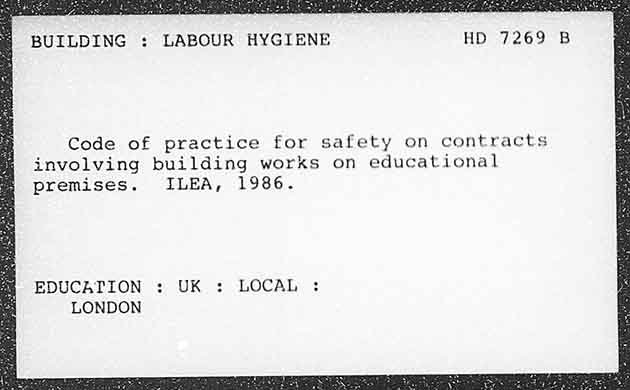 BUILDING : LABOUR HYGIENE HD 7269 B
Code of practice for safety on contracts
involving building works on educational
premises. ILEA, 1986.
EDUCATION : UK : LOCAL :
LONDON